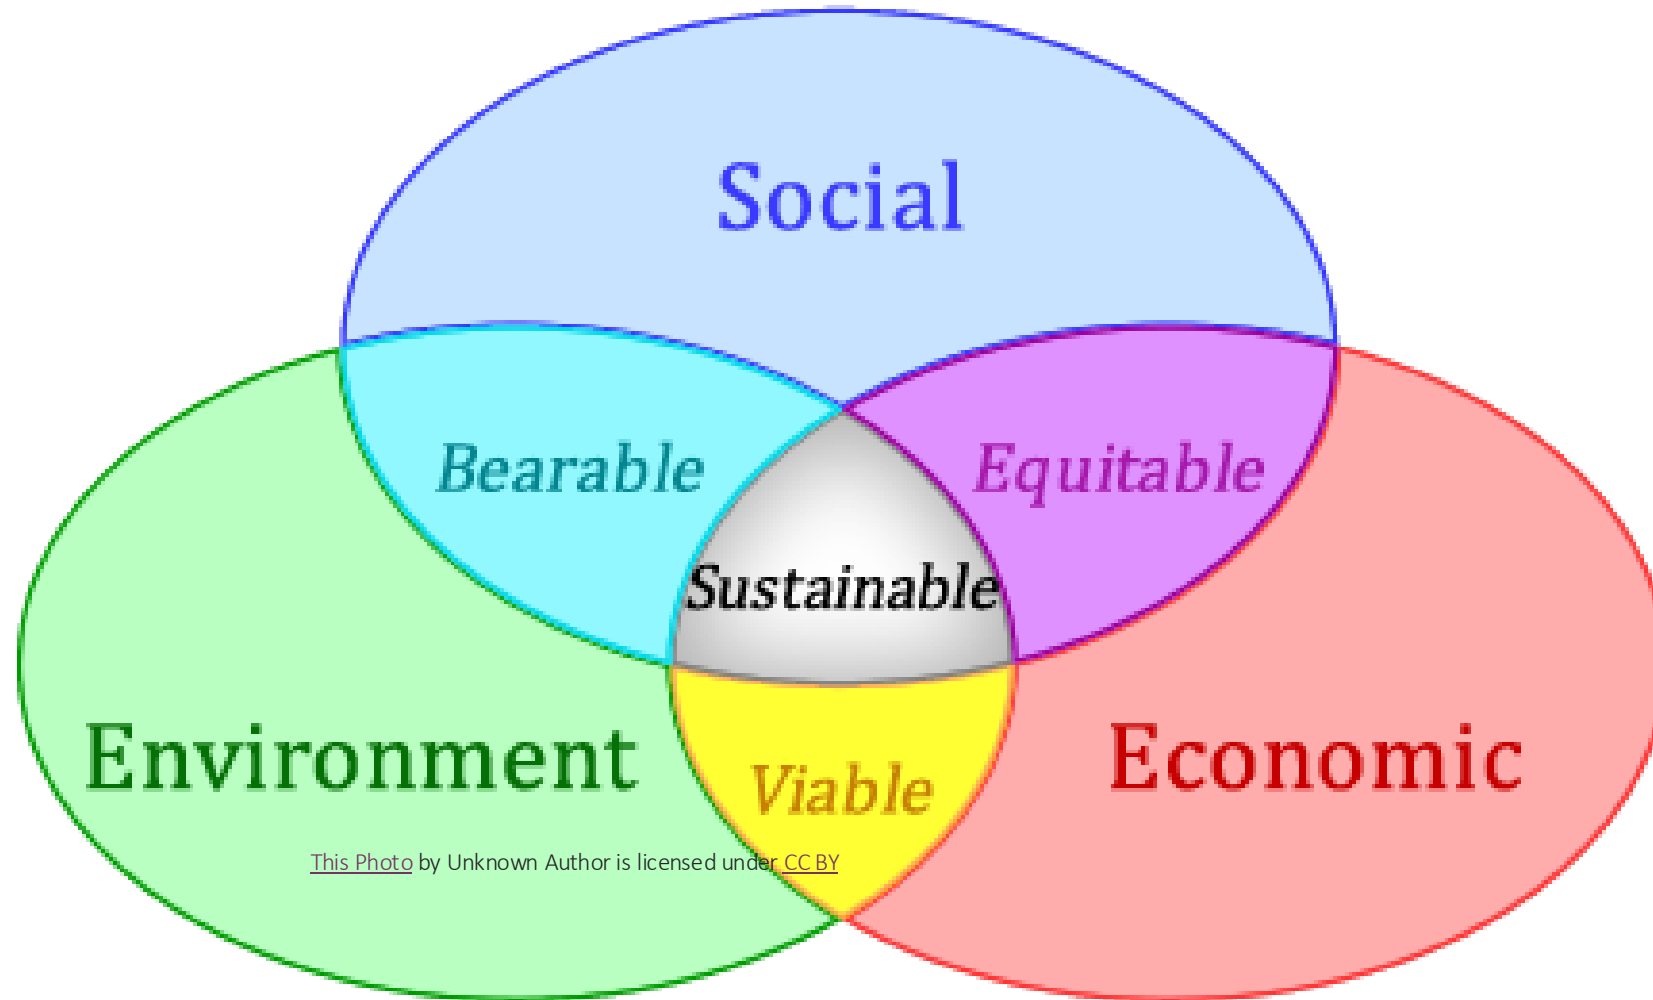 Social
Bearable
Equitable
Sustainable
Environment
Economic
Viable
This Photo by Unknown Author is licensed under CC BY